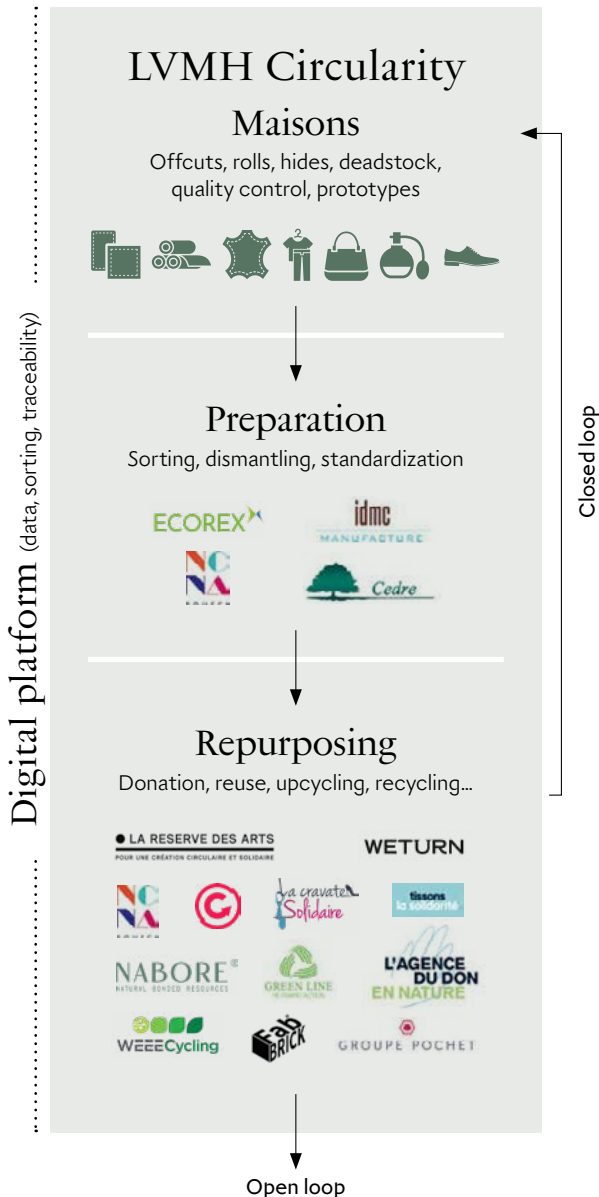 LVMH Circularity
Maisons
Offcuts, rolls, hides, deadstock,
quality control, prototypes
Preparation
Sorting, dismantling, standardization
ECOREX
idmc
MANUFACTURE
NC
NA
Cedre
Repurposing
Donation, reuse, upcycling, recycling...
LA RESERVE DES ARTS
POUR UNE CRÉATION CIRCULAIRE ET SOLIDAIRE
WETURN
NC
NA
La cravate
Solidaire
tissons
la solidarité
NABORE
NATURAL BONDED RESOURCES
GREEN LINE
L'AGENCE
DU DON
EN NATURE
WEEECycling
Fab
BRICK
GROUPE POCHET
Open loop
Closed loop
Digital platform (data, sorting, traceability)